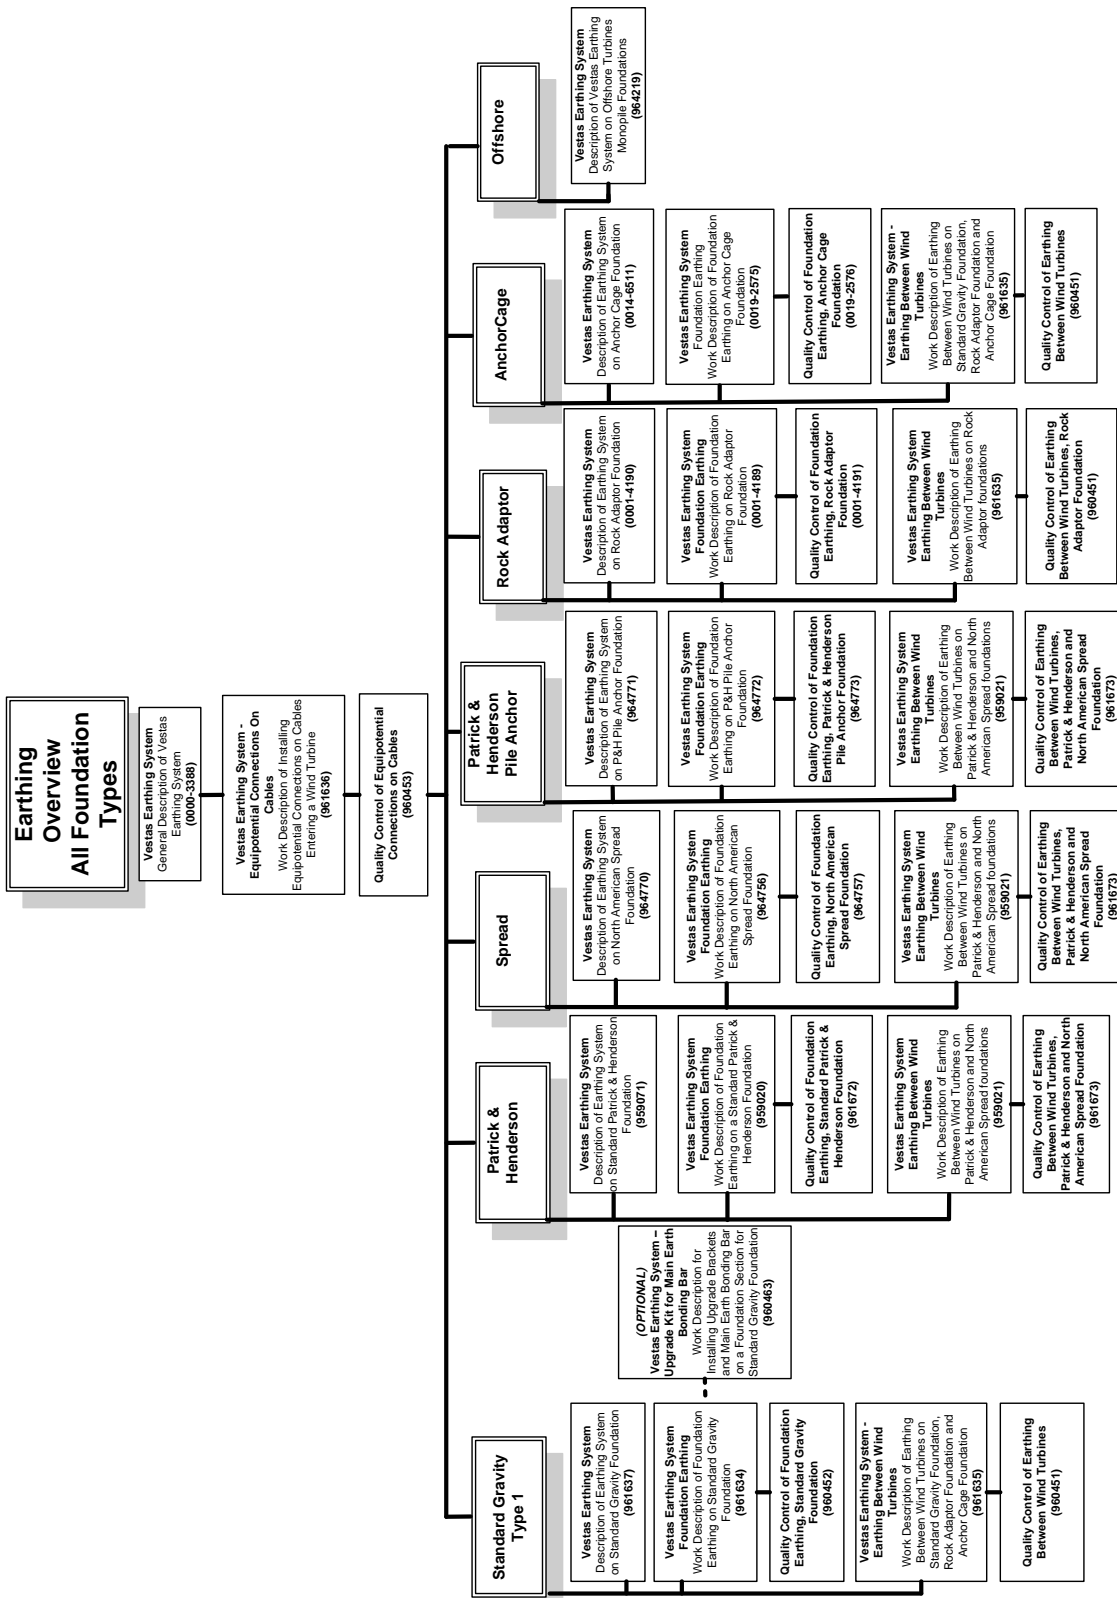 Earthing
Overview
All Foundation
Types
Vestas Earthing System
General Description of Vestas
Earthing System
(0000-3388)
Vestas Earthing System -
Equipotential Connections On
Cables
Work Description of Installing
Equipotential Connections on Cables
Entering a Wind Turbine
(961636)
Quality Control of Equipotential
Connections on Cables
(960453)
Standard Gravity
Type 1
Vestas Earthing System
Description of Earthing System
on Standard Gravity Foundation
(961637)
Vestas Earthing System
Foundation Earthing
Work Description of Foundation
Earthing on Standard Gravity
Foundation
(961634)
Quality Control of Foundation
Earthing, Standard Gravity
Foundation
(960452)
Vestas Earthing System -
Earthing Between Wind
Turbines
Work Description of Earthing
Between Wind Turbines on
Standard Gravity Foundation,
Rock Adaptor Foundation and
Anchor Cage Foundation
(961635)
Quality Control of Earthing
Between Wind Turbines
(960451)
(OPTIONAL)
Vestas Earthing System –
Upgrade Kit for Main Earth
Bonding Bar
Work Description for
Installing Upgrade Brackets
and Main Earth Bonding Bar
on a Foundation Section for
Standard Gravity Foundation
(960463)
Patrick &
Henderson
Vestas Earthing System
Description of Earthing System
on Standard Patrick & Henderson
Foundation
(959071)
Vestas Earthing System
Foundation Earthing
Work Description of Foundation
Earthing on a Standard Patrick &
Henderson Foundation
(959020)
Quality Control of Foundation
Earthing, Standard Patrick &
Henderson Foundation
(961672)
Vestas Earthing System
Earthing Between Wind
Turbines
Work Description of Earthing
Between Wind Turbines on
Patrick & Henderson and North
American Spread foundations
(959021)
Quality Control of Earthing
Between Wind Turbines,
Patrick & Henderson and North
American Spread Foundation
(961673)
Spread
Vestas Earthing System
Description of Earthing System
on North American Spread
Foundation
(964770)
Vestas Earthing System
Foundation Earthing
Work Description of Foundation
Earthing on North American
Spread Foundation
(964756)
Quality Control of Foundation
Earthing, North American
Spread Foundation
(964757)
Vestas Earthing System
Earthing Between Wind
Turbines
Work Description of Earthing
Between Wind Turbines on
Patrick & Henderson and North
American Spread foundations
(959021)
Quality Control of Earthing
Between Wind Turbines,
Patrick & Henderson and
North American Spread
Foundation
(961673)
Patrick &
Henderson
Pile Anchor
Vestas Earthing System
Description of Earthing System
on P&H Pile Anchor Foundation
(964771)
Vestas Earthing System
Foundation Earthing
Work Description of Foundation
Earthing on P&H Pile Anchor
Foundation
(964772)
Quality Control of Foundation
Earthing, Patrick & Henderson
Pile Anchor Foundation
(964773)
Vestas Earthing System
Earthing Between Wind
Turbines
Work Description of Earthing
Between Wind Turbines on
Patrick & Henderson and North
American Spread foundations
(959021)
Quality Control of Earthing
Between Wind Turbines,
Patrick & Henderson and
North American Spread
Foundation
(961673)
Rock Adaptor
Vestas Earthing System
Description of Earthing System
on Rock Adaptor Foundation
(0001-4190)
Vestas Earthing System
Foundation Earthing
Work Description of Foundation
Earthing on Rock Adaptor
Foundation
(0001-4189)
Quality Control of Foundation
Earthing, Rock Adaptor
Foundation
(0001-4191)
Vestas Earthing System
Earthing Between Wind
Turbines
Work Description of Earthing
Between Wind Turbines on Rock
Adaptor foundations
(961635)
Quality Control of Earthing
Between Wind Turbines, Rock
Adaptor Foundation
(960451)
AnchorCage
Vestas Earthing System
Description of Earthing System
on Anchor Cage Foundation
(0014-6511)
Vestas Earthing System
Foundation Earthing
Work Description of Foundation
Earthing on Anchor Cage
Foundation
(0019-2575)
Quality Control of Foundation
Earthing, Anchor Cage
Foundation
(0019-2576)
Vestas Earthing System -
Earthing Between Wind
Turbines
Work Description of Earthing
Between Wind Turbines on
Standard Gravity Foundation,
Rock Adaptor Foundation and
Anchor Cage Foundation
(961635)
Quality Control of Earthing
Between Wind Turbines
(960451)
Offshore
Vestas Earthing System
Description of Vestas Earthing
System on Offshore Turbines
Monopile Foundations
(964219)